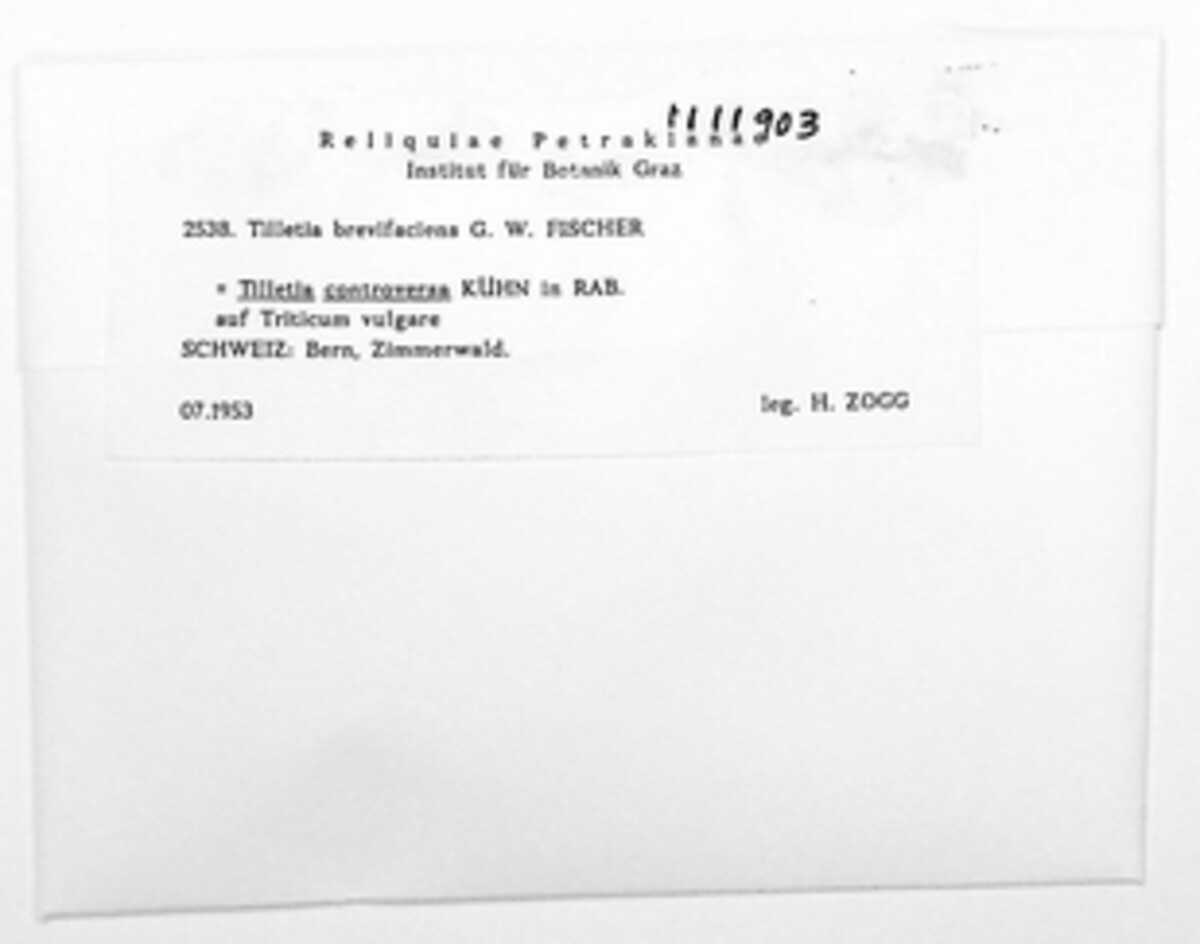 1111903
Reliquiae Petrakianae
Institut für Botanik Graz
2538. Tilletia brevifaciens G. W. FISCHER
= Tilletia controversa KÜHN in RAB.
auf Triticum vulgare
SCHWEIZ: Bern, Zimmerwald.
07.1953
leg. H. ZOGG